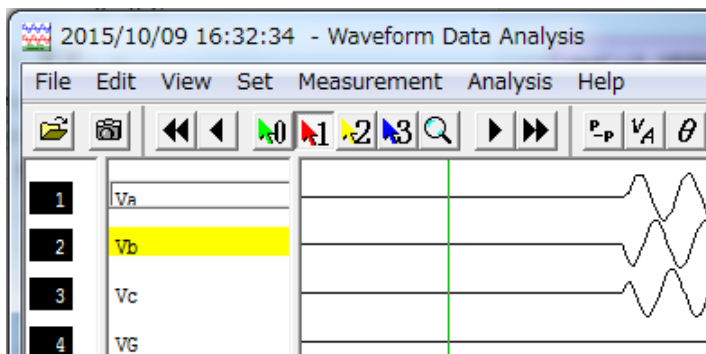 2015/10/09 16:32:34 - Waveform Data Analysis
File Edit View Set Measurement Analysis Help
0 1 2 3 P-P VA θ
1 Va
2 Vb
3 Vc
4 VG